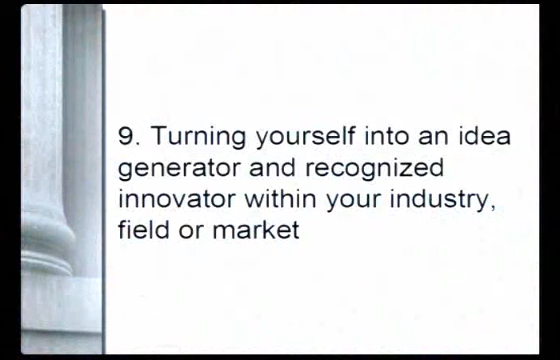 9. Turning yourself into an idea
generator and recognized
innovator within your industry,
field or market